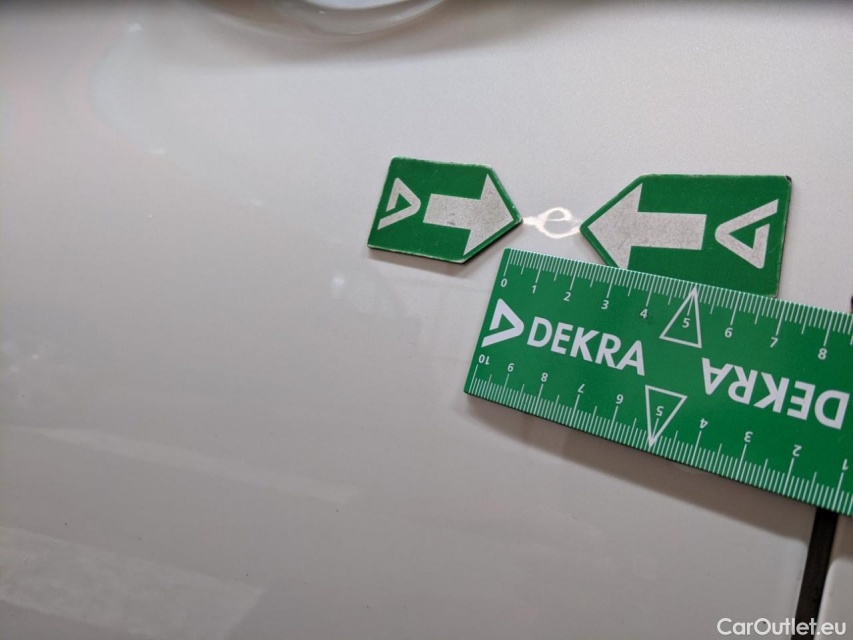 0 1 2 3 4 5 6 7 8
DEKRA
DEKRA
10 9 8 7 6 5 4 3 2 1
CarOutlet.eu